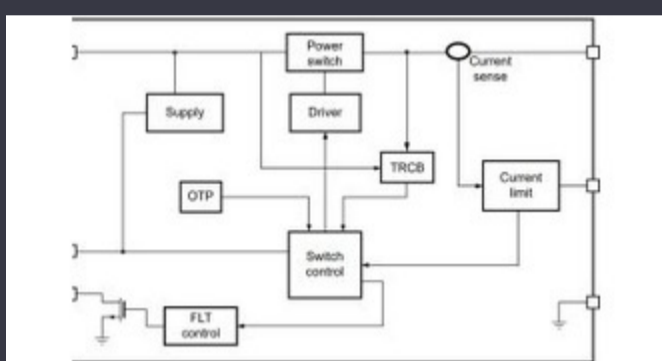 Power
switch
Current
sense
Supply
Driver
TRCB
Current
limit
OTP
Switch
control
FLT
control